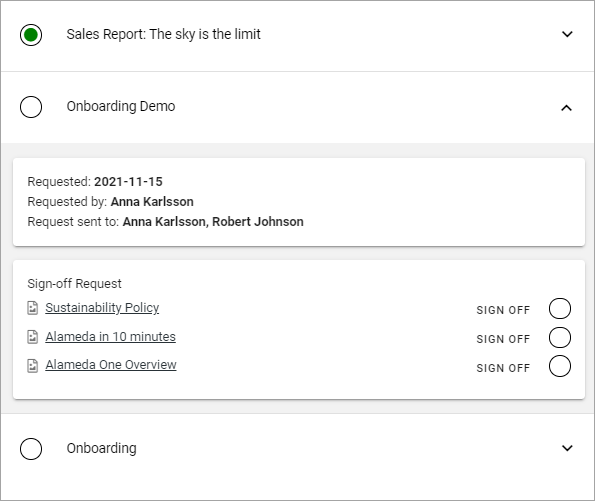 Sales Report: The sky is the limit
Onboarding Demo
Requested: 2021-11-15
Requested by: Anna Karlsson
Request sent to: Anna Karlsson, Robert Johnson
Sign-off Request
Sustainability Policy SIGN OFF
Alameda in 10 minutes SIGN OFF
Alameda One Overview SIGN OFF
Onboarding